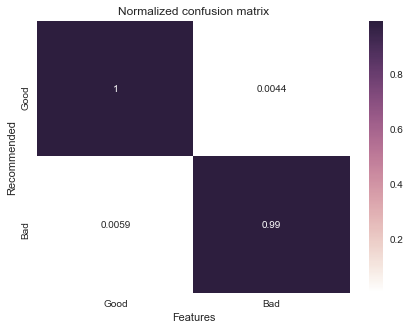 Normalized confusion matrix
Recommended
Good
Bad
1
0.0044
0.0059
0.99
Good
Bad
Features
0.8
0.6
0.4
0.2